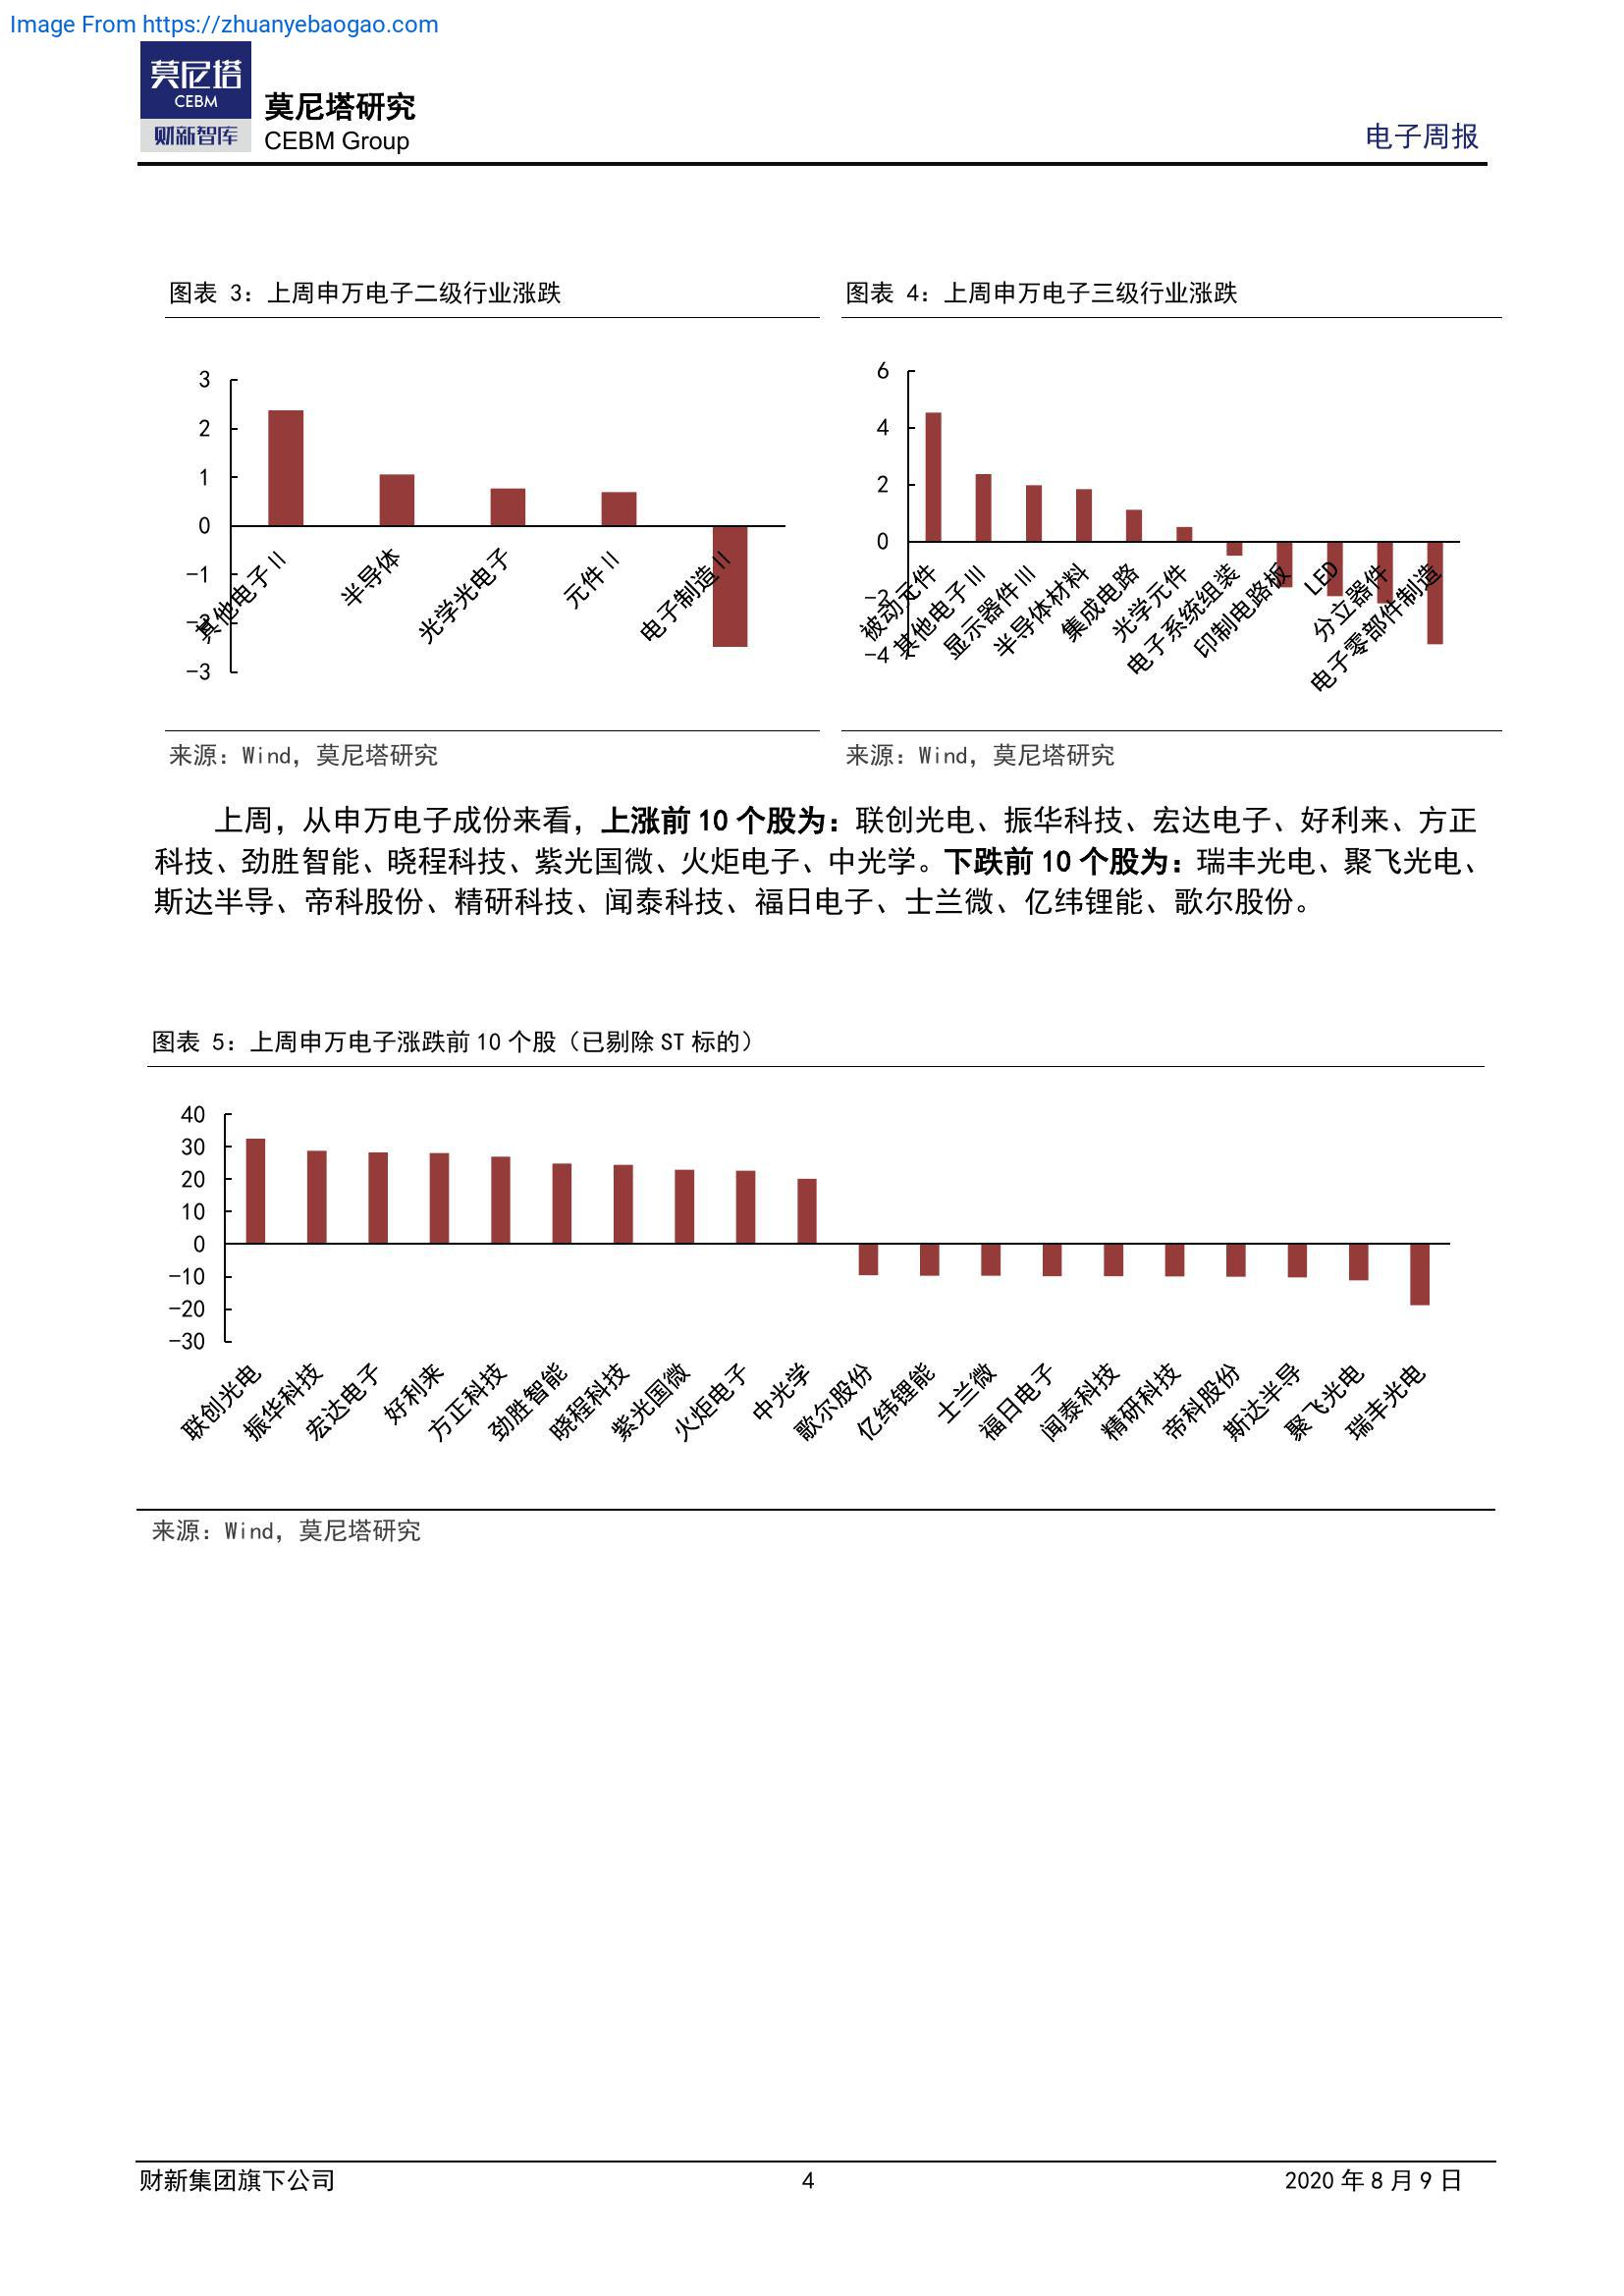 Image From https://zhuanyebaogao.com
莫尼塔
CEBM
财新智库
莫尼塔研究
CEBM Group
电子周报
图表 3：上周申万电子二级行业涨跌
3
2
1
0
-1
-2
-3
其他电子Ⅱ
半导体
光学光电子
元件Ⅱ
电子制造Ⅱ
来源：Wind，莫尼塔研究
图表 4：上周申万电子三级行业涨跌
6
4
2
0
-2
-4
被动元件
其他电子Ⅲ
显示器件Ⅲ
半导体材料
集成电路
光学元件
电子系统组装
印制电路板
LED
分立器件
电子零部件制造
来源：Wind，莫尼塔研究
上周，从申万电子成份来看，上涨前 10 个股为：联创光电、振华科技、宏达电子、好利来、方正
科技、劲胜智能、晓程科技、紫光国微、火炬电子、中光学。下跌前 10 个股为：瑞丰光电、聚飞光电、
斯达半导、帝科股份、精研科技、闻泰科技、福日电子、士兰微、亿纬锂能、歌尔股份。
图表 5：上周申万电子涨跌前 10 个股（已剔除 ST 标的）
40
30
20
10
0
-10
-20
-30
联创光电
振华科技
宏达电子
好利来
方正科技
劲胜智能
晓程科技
紫光国微
火炬电子
中光学
歌尔股份
亿纬锂能
士兰微
福日电子
闻泰科技
精研科技
帝科股份
斯达半导
聚飞光电
瑞丰光电
来源：Wind，莫尼塔研究
财新集团旗下公司
4
2020 年 8 月 9 日